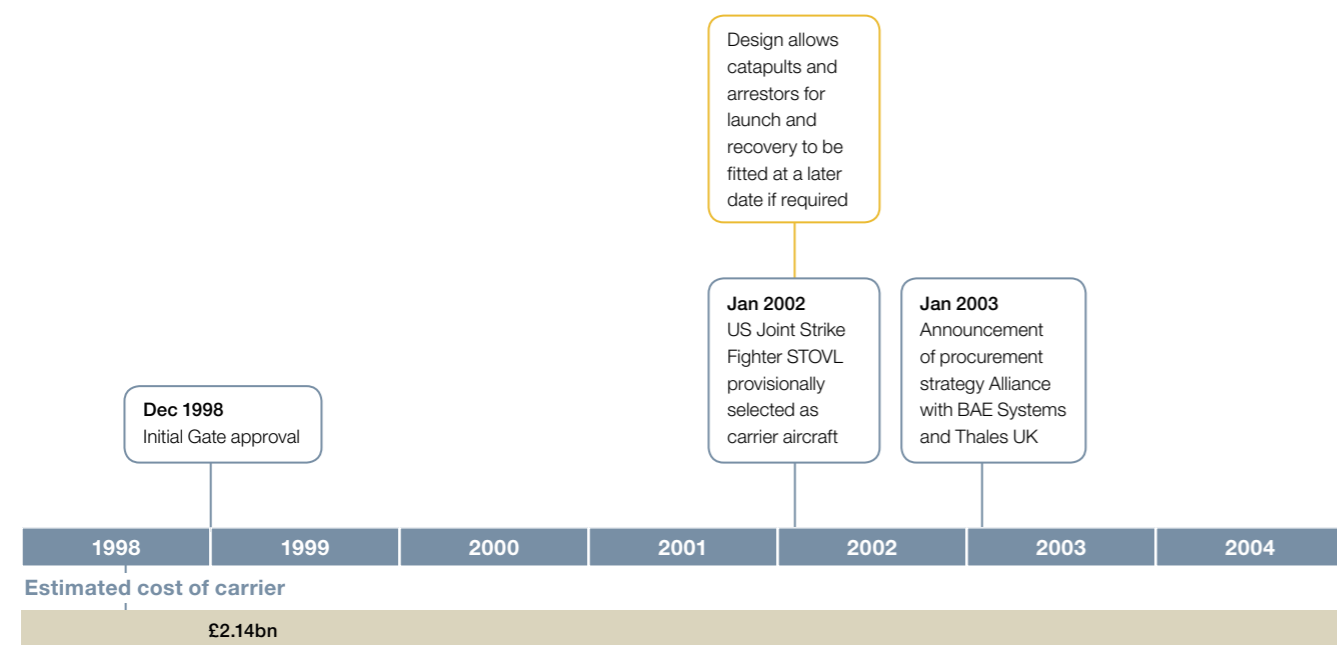 Design allows
catapults and
arrestors for
launch and
recovery to be
fitted at a later
date if required
Dec 1998
Initial Gate approval
Jan 2002
US Joint Strike
Fighter STOVL
provisionally
selected as
carrier aircraft
Jan 2003
Announcement
of procurement
strategy Alliance
with BAE Systems
and Thales UK
1998 1999 2000 2001 2002 2003 2004
Estimated cost of carrier
£2.14bn